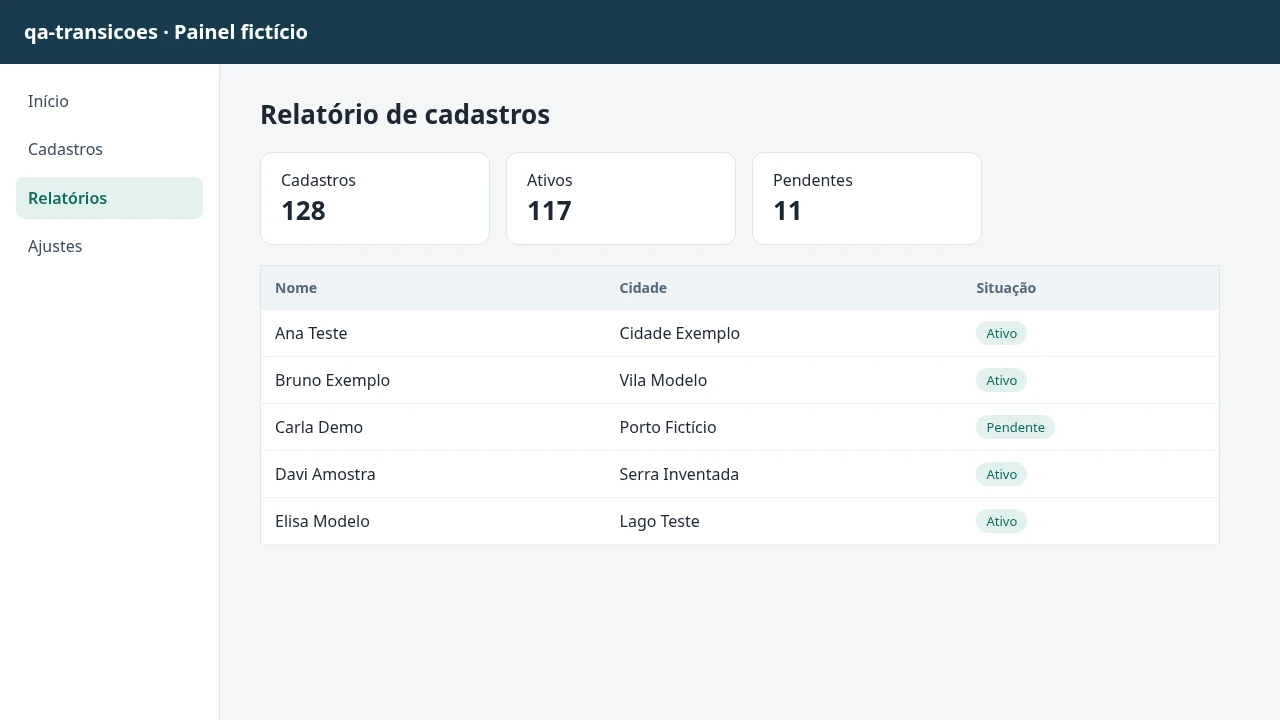 qa-transicoes · Painel fictício
Início
Cadastros
Relatórios
Ajustes
Relatório de cadastros
Cadastros
128
Ativos
117
Pendentes
11
Nome Cidade Situação
Ana Teste Cidade Exemplo Ativo
Bruno Exemplo Vila Modelo Ativo
Carla Demo Porto Fictício Pendente
Davi Amostra Serra Inventada Ativo
Elisa Modelo Lago Teste Ativo